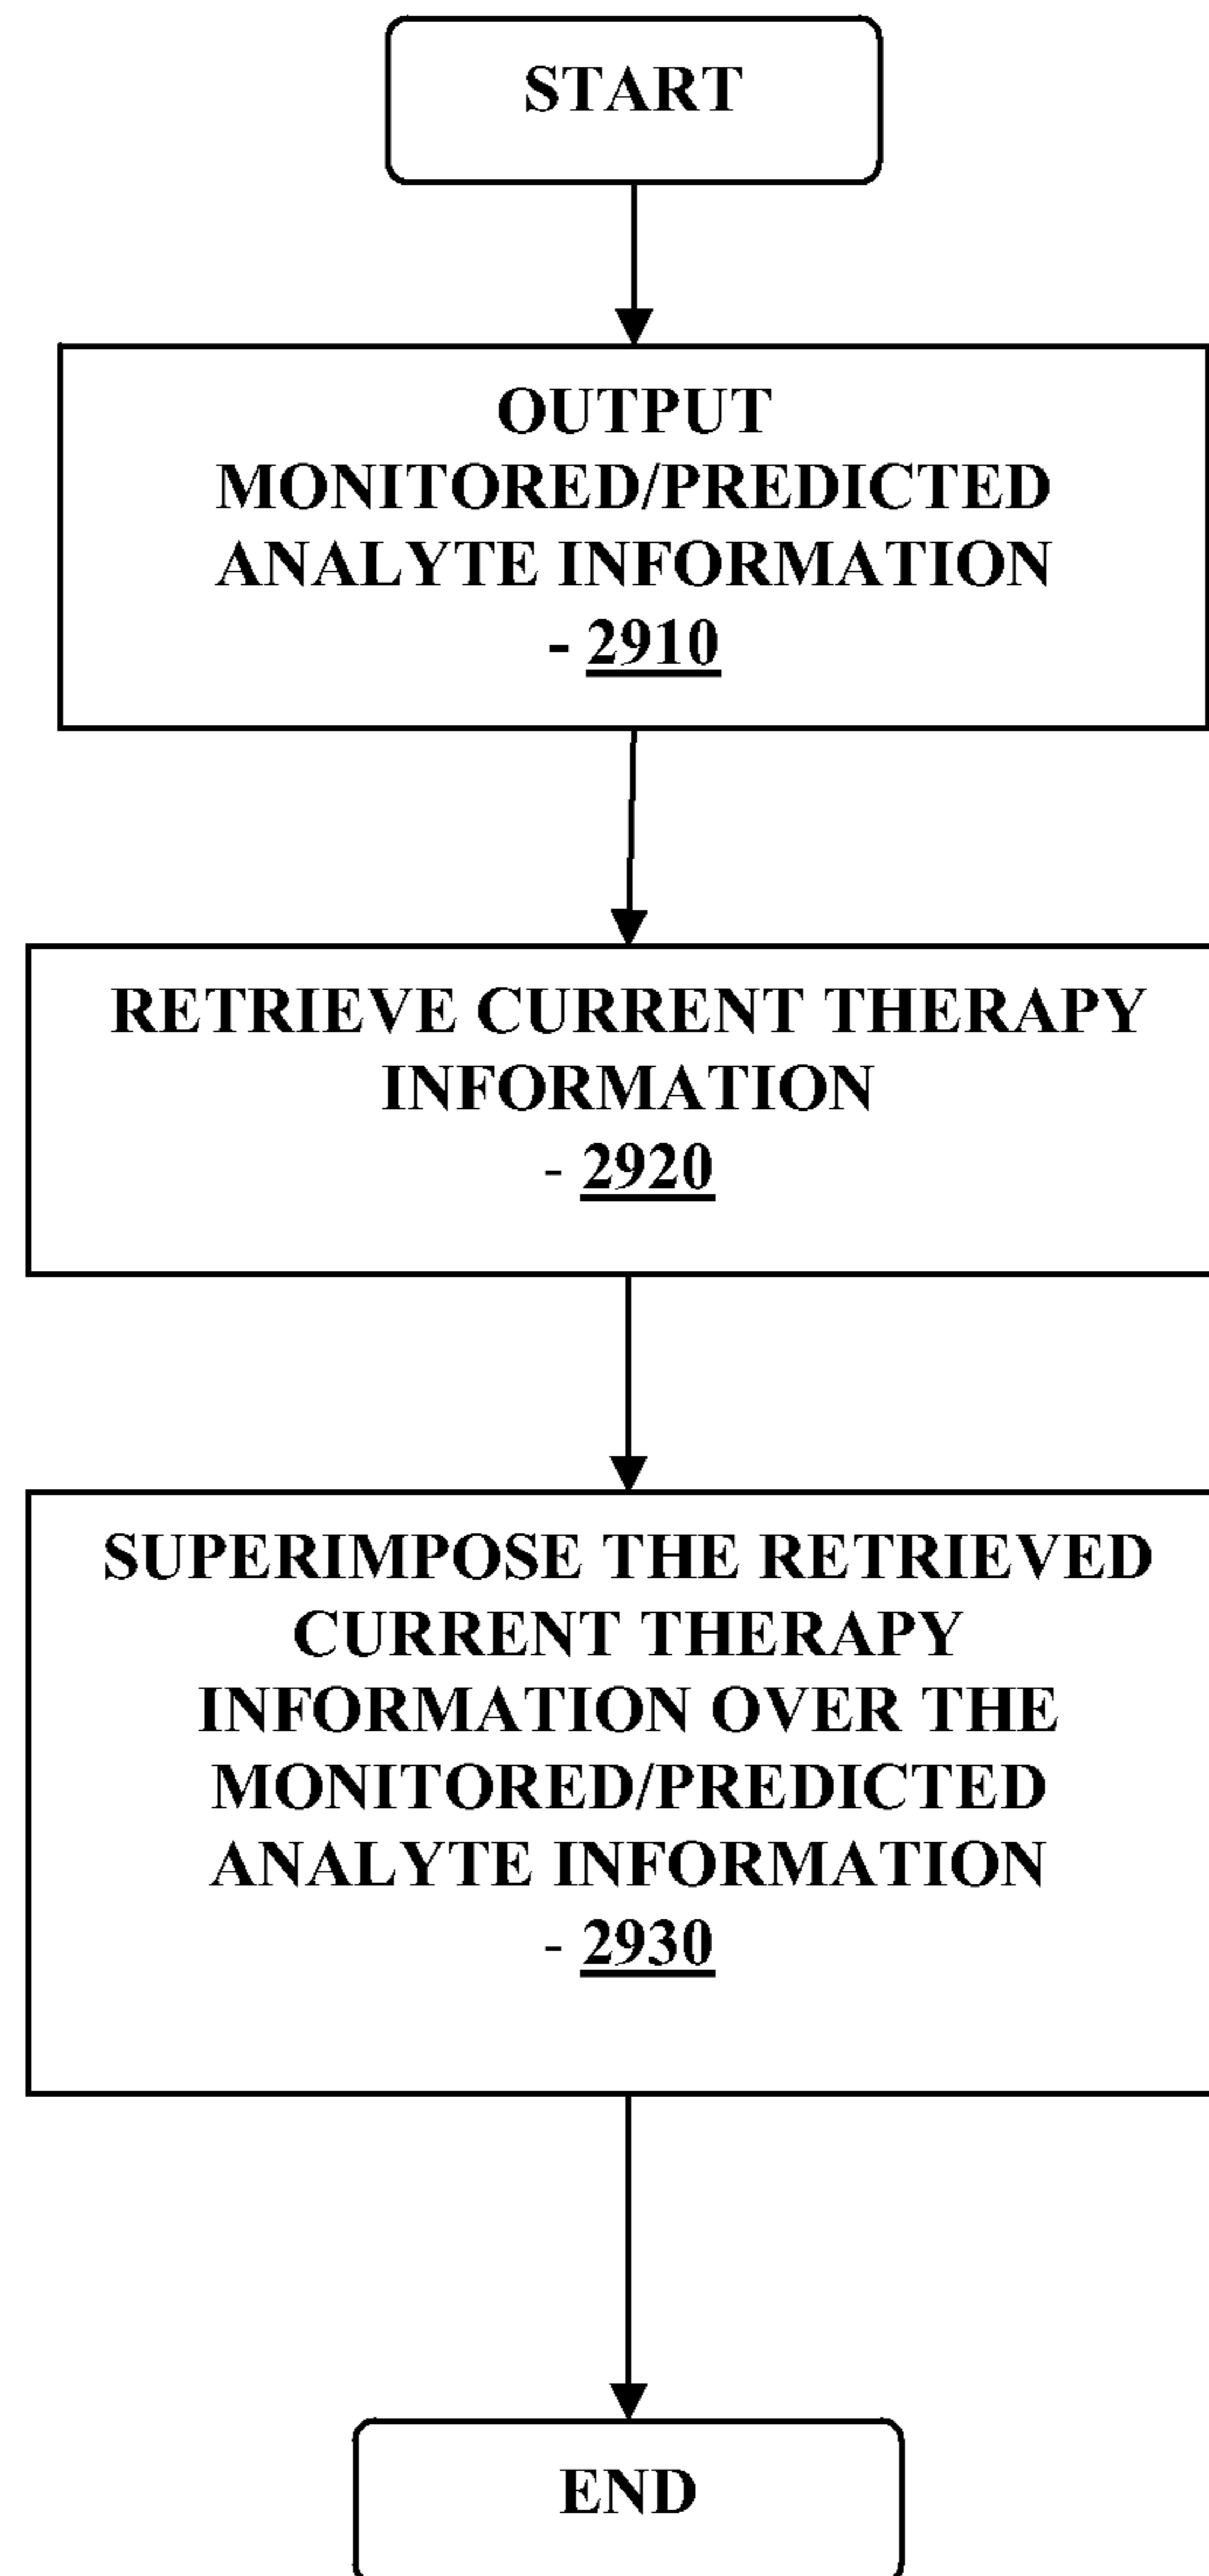 START
OUTPUT
MONITORED/PREDICTED
ANALYTE INFORMATION
- 2910
RETRIEVE CURRENT THERAPY
INFORMATION
- 2920
SUPERIMPOSE THE RETRIEVED
CURRENT THERAPY
INFORMATION OVER THE
MONITORED/PREDICTED
ANALYTE INFORMATION
- 2930
END